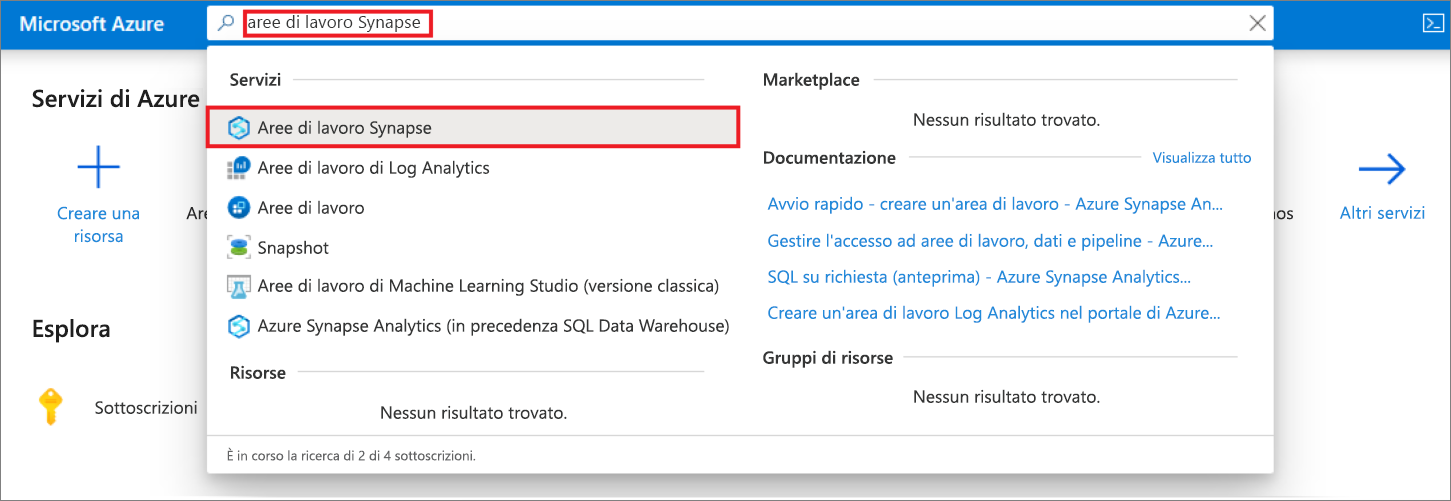 Microsoft Azure
aree di lavoro Synapse
Servizi di Azure
Creare una
risorsa
Are
Esplora
Sottoscrizioni
Servizi
Aree di lavoro Synapse
Aree di lavoro di Log Analytics
Aree di lavoro
Snapshot
Aree di lavoro di Machine Learning Studio (versione classica)
Azure Synapse Analytics (in precedenza SQL Data Warehouse)
Risorse
Nessun risultato trovato.
Marketplace
Nessun risultato trovato.
Documentazione
Visualizza tutto
Avvio rapido - creare un'area di lavoro - Azure Synapse An...
Gestire l'accesso ad aree di lavoro, dati e pipeline - Azure...
SQL su richiesta (anteprima) - Azure Synapse Analytics...
Creare un'area di lavoro Log Analytics nel portale di Azure...
Gruppi di risorse
Nessun risultato trovato.
È in corso la ricerca di 2 di 4 sottoscrizioni.
nos
Altri servizi